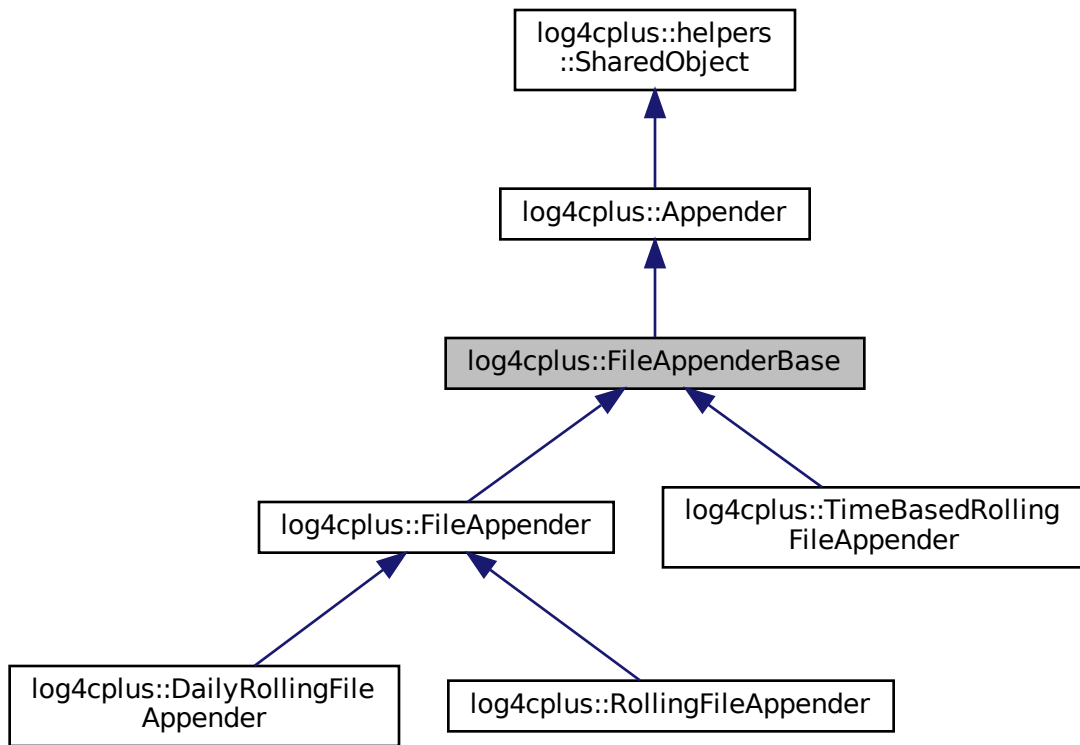 log4cplus::helpers
::SharedObject
log4cplus::Appender
log4cplus::FileAppenderBase
log4cplus::FileAppender
log4cplus::TimeBasedRolling
FileAppender
log4cplus::DailyRollingFile
Appender
log4cplus::RollingFileAppender